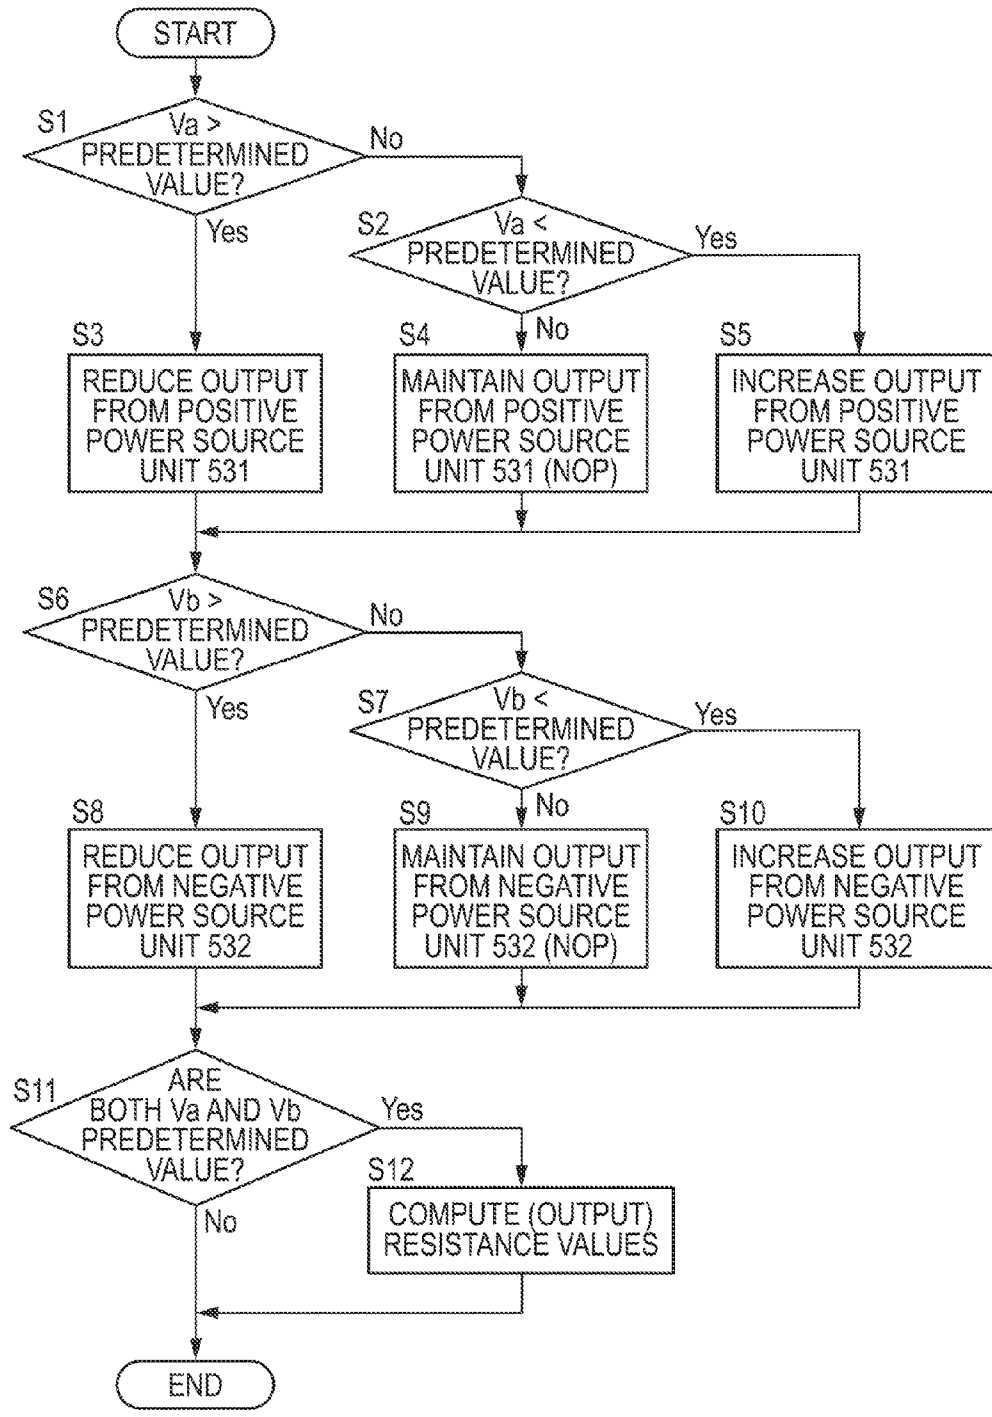 START
S1
Va >
PREDETERMINED
VALUE?
No
Yes
S2
Va <
PREDETERMINED
VALUE?
Yes
No
S3
REDUCE OUTPUT
FROM POSITIVE
POWER SOURCE
UNIT 531
S4
MAINTAIN OUTPUT
FROM POSITIVE
POWER SOURCE
UNIT 531 (NOP)
S5
INCREASE OUTPUT
FROM POSITIVE
POWER SOURCE
UNIT 531
S6
Vb >
PREDETERMINED
VALUE?
No
Yes
S7
Vb <
PREDETERMINED
VALUE?
Yes
No
S8
REDUCE OUTPUT
FROM NEGATIVE
POWER SOURCE
UNIT 532
S9
MAINTAIN OUTPUT
FROM NEGATIVE
POWER SOURCE
UNIT 532 (NOP)
S10
INCREASE OUTPUT
FROM NEGATIVE
POWER SOURCE
UNIT 532
S11
ARE
BOTH Va AND Vb
PREDETERMINED
VALUE?
Yes
No
S12
COMPUTE (OUTPUT)
RESISTANCE VALUES
END